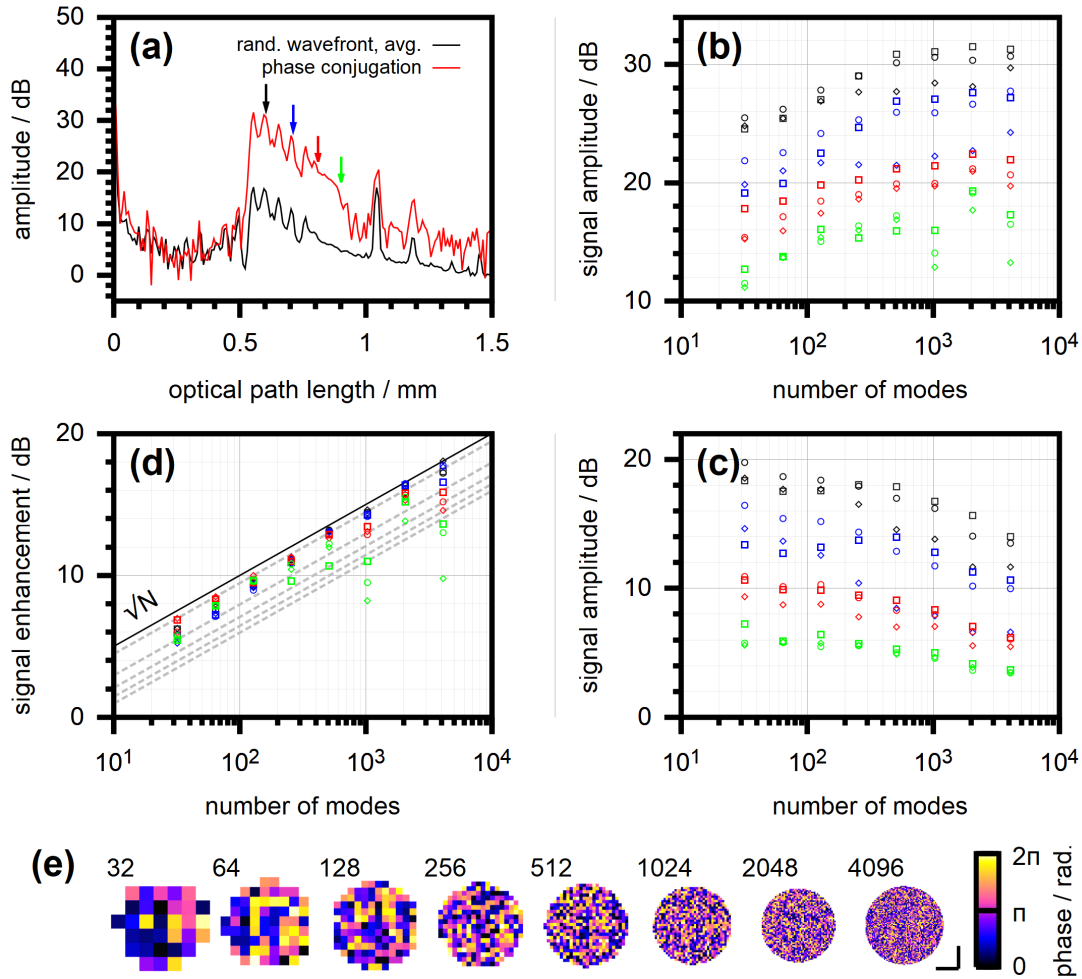 (a)
rand. wavefront, avg.
phase conjugation
50
40
30
20
10
0
amplitude / dB
0
0.5
1
1.5
optical path length / mm
(b)
30
20
10
signal amplitude / dB
10¹
10²
10³
10⁴
number of modes
(d)
√N
20
10
0
signal enhancement / dB
10¹
10²
10³
10⁴
number of modes
(c)
20
10
0
signal amplitude / dB
10¹
10²
10³
10⁴
number of modes
(e)
32
64
128
256
512
1024
2048
4096
2π
π
0
phase / rad.